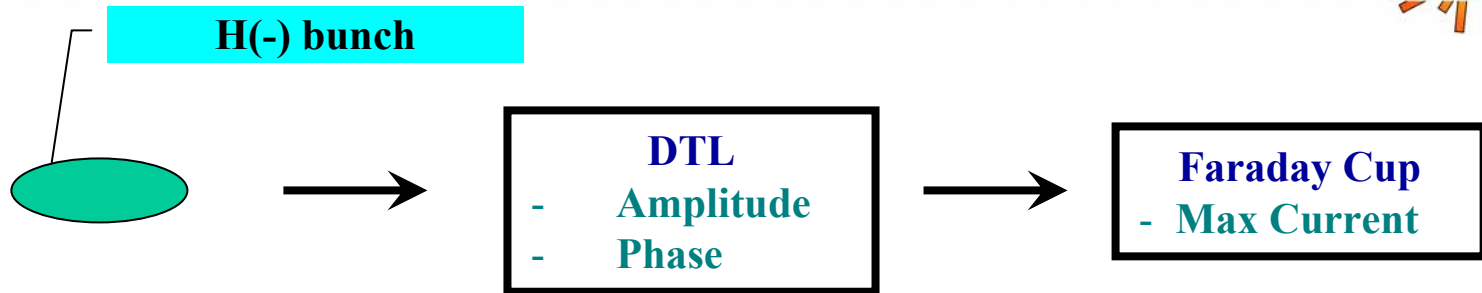 H(-) bunch
DTL
- Amplitude
- Phase
Faraday Cup
- Max Current